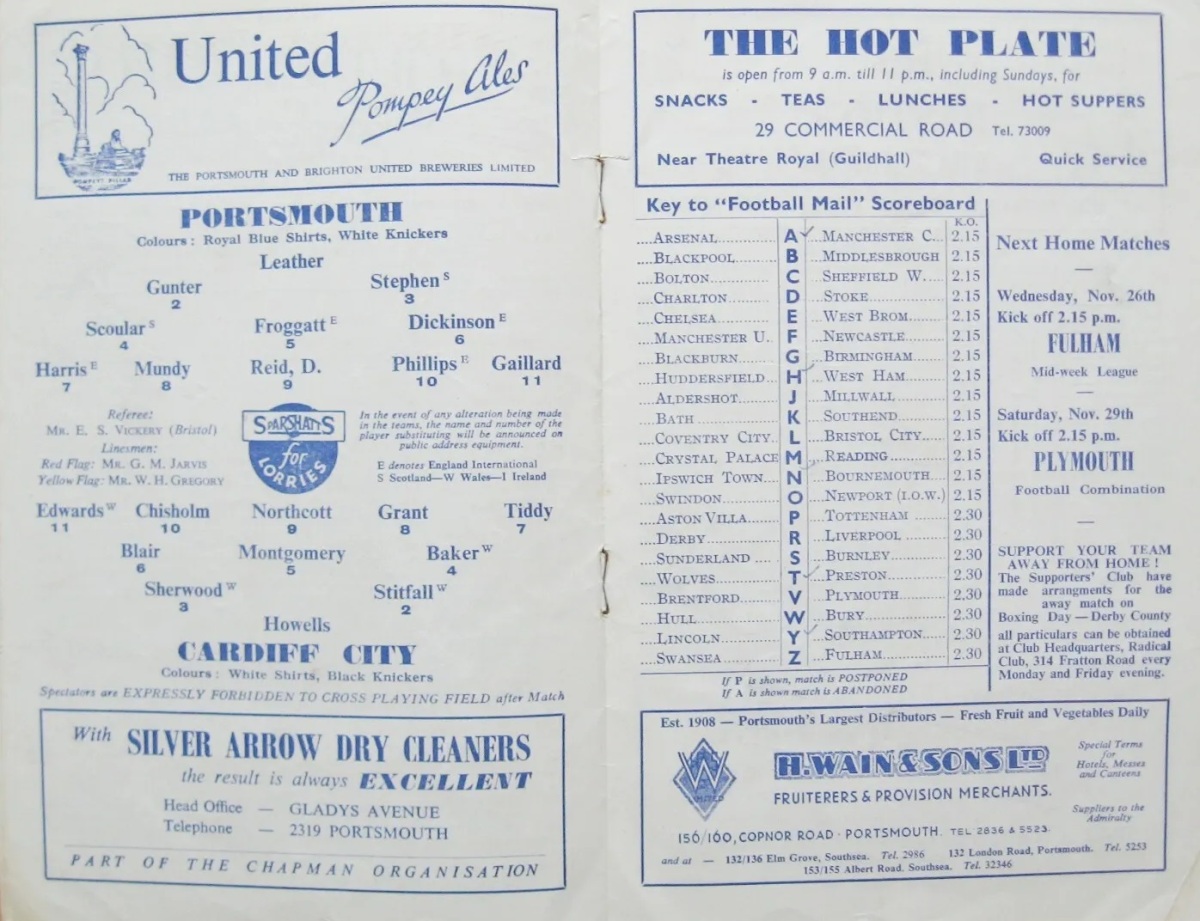 United
Pompey Ales
POMPEY PILLAR
THE PORTSMOUTH AND BRIGHTON UNITED BREWERIES LIMITED
PORTSMOUTH
Colours : Royal Blue Shirts, White Knickers
Leather
Gunter Stephen S
2 3
Scoular S Froggatt E Dickinson E
4 5 6
Harris E Mundy Reid, D. Phillips E Gaillard
7 8 9 10 11
Referee:
MR. E. S. VICKERY (Bristol)
Linesmen:
Red Flag: MR. G. M. JARVIS
Yellow Flag: MR. W. H. GREGORY
SPARSHATTS
for
LORRIES
In the event of any alteration being made
in the teams, the name and number of the
player substituting will be announced on
public address equipment.
E denotes England International
S Scotland—W Wales—I Ireland
Edwards W Chisholm Northcott Grant Tiddy
11 10 9 8 7
Blair Montgomery Baker W
6 5 4
Sherwood W Stitfall W
3 2
Howells
CARDIFF CITY
Colours : White Shirts, Black Knickers
Spectators are EXPRESSLY FORBIDDEN TO CROSS PLAYING FIELD after Match
With SILVER ARROW DRY CLEANERS
the result is always EXCELLENT
Head Office — GLADYS AVENUE
Telephone — 2319 PORTSMOUTH
PART OF THE CHAPMAN ORGANISATION
THE HOT PLATE
is open from 9 a.m. till 11 p.m., including Sundays, for
SNACKS - TEAS - LUNCHES - HOT SUPPERS
29 COMMERCIAL ROAD Tel. 73009
Near Theatre Royal (Guildhall) Quick Service
Key to "Football Mail" Scoreboard
K.O.
....ARSENAL.............. A ...MANCHESTER C... 2.15
....BLACKPOOL.......... B ...MIDDLESBROUGH 2.15
....BOLTON............... C ...SHEFFIELD W..... 2.15
....CHARLTON.......... D ...STOKE............... 2.15
....CHELSEA............. E ...WEST BROM....... 2.15
....MANCHESTER U. F ...NEWCASTLE....... 2.15
....BLACKBURN......... G ...BIRMINGHAM...... 2.15
....HUDDERSFIELD... H ...WEST HAM......... 2.15
....ALDERSHOT......... J ...MILLWALL.......... 2.15
....BATH.................. K ...SOUTHEND......... 2.15
....COVENTRY CITY.. L ...BRISTOL CITY..... 2.15
....CRYSTAL PALACE M ...READING............ 2.15
....IPSWICH TOWN... N ...BOURNEMOUTH... 2.15
....SWINDON........... O ...NEWPORT (I.O.W.) 2.15
....ASTON VILLA...... P ...TOTTENHAM ....... 2.30
....DERBY............... R ...LIVERPOOL......... 2.30
....SUNDERLAND ..... S ...BURNLEY........... 2.30
....WOLVES............. T ...PRESTON........... 2.30
....BRENTFORD....... V ...PLYMOUTH......... 2.30
....HULL................. W ...BURY................ 2.30
....LINCOLN............ Y ...SOUTHAMPTON..... 2.30
....SWANSEA........... Z ...FULHAM............ 2.30
If P is shown, match is POSTPONED
If A is shown match is ABANDONED
Next Home Matches
—
Wednesday, Nov. 26th
Kick off 2.15 p.m.
FULHAM
Mid-week League
—
Saturday, Nov. 29th
Kick off 2.15 p.m.
PLYMOUTH
Football Combination
—
SUPPORT YOUR TEAM
AWAY FROM HOME !
The Supporters' Club have
made arrangments for the
away match on
Boxing Day — Derby County
all particulars can be obtained
at Club Headquarters, Radical
Club, 314 Fratton Road every
Monday and Friday evening.
Est. 1908 — Portsmouth's Largest Distributors — Fresh Fruit and Vegetables Daily
W
UNITED
H. WAIN & SONS LTD
FRUITERERS & PROVISION MERCHANTS.
Special Terms
for
Hotels, Messes
and Canteens
Suppliers to the
Admiralty
156/160, COPNOR ROAD · PORTSMOUTH. TEL 2836 & 5523.
and at — 132/136 Elm Grove, Southsea. Tel. 2986 132 London Road, Portsmouth. Tel. 5253
153/155 Albert Road, Southsea. Tel. 32346